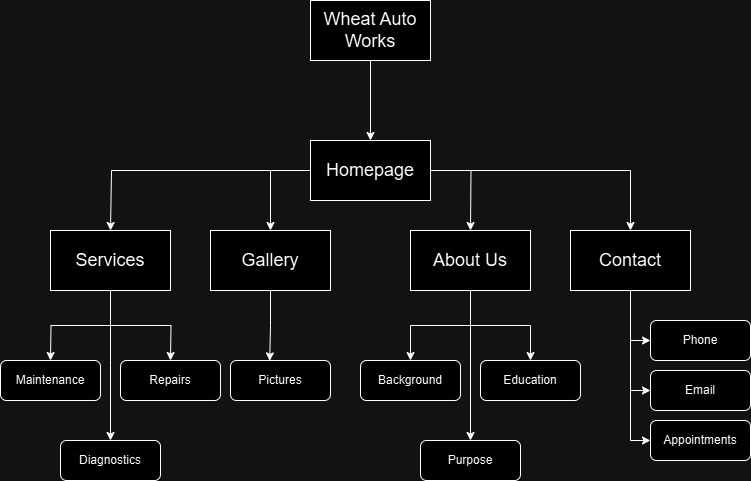 Wheat Auto
Works
Homepage
Services
Gallery
About Us
Contact
Phone
Maintenance
Repairs
Pictures
Background
Education
Email
Appointments
Diagnostics
Purpose